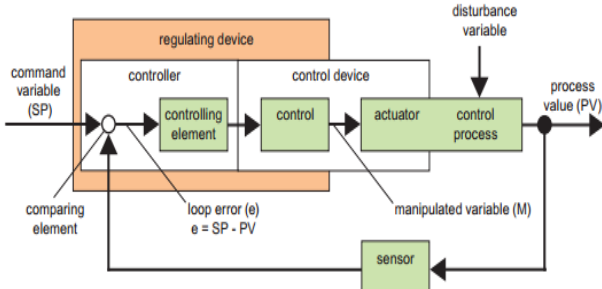 disturbance
variable
regulating device
command
variable
(SP)
controller
control device
process
value (PV)
controlling
element
control
actuator
control
process
comparing
element
loop error (e)
e = SP - PV
manipulated variable (M)
sensor